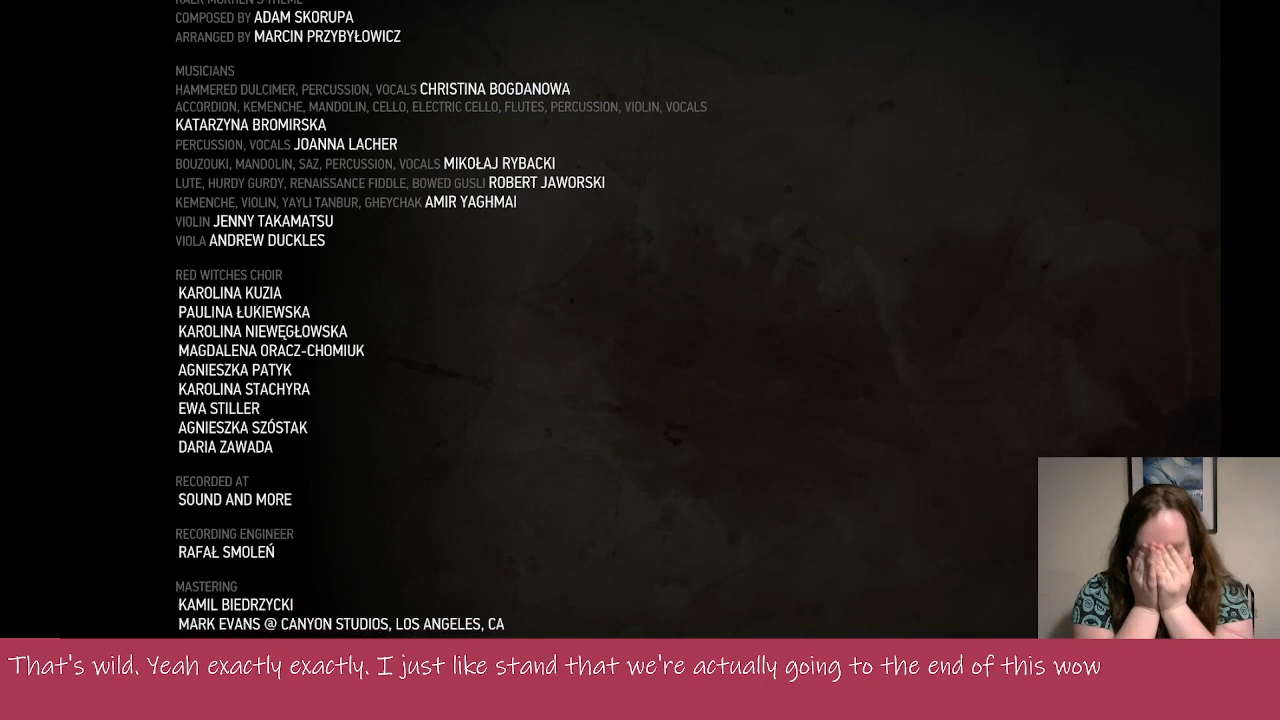 KAER MORHEN'S THEME
COMPOSED BY ADAM SKORUPA
ARRANGED BY MARCIN PRZYBYŁOWICZ
MUSICIANS
HAMMERED DULCIMER, PERCUSSION, VOCALS CHRISTINA BOGDANOWA
ACCORDION, KEMENCHE, MANDOLIN, CELLO, ELECTRIC CELLO, FLUTES, PERCUSSION, VIOLIN, VOCALS
KATARZYNA BROMIRSKA
PERCUSSION, VOCALS JOANNA LACHER
BOUZOUKI, MANDOLIN, SAZ, PERCUSSION, VOCALS MIKOŁAJ RYBACKI
LUTE, HURDY GURDY, RENAISSANCE FIDDLE, BOWED GUSLI ROBERT JAWORSKI
KEMENCHE, VIOLIN, YAYLI TANBUR, GHEYCHAK AMIR YAGHMAI
VIOLIN JENNY TAKAMATSU
VIOLA ANDREW DUCKLES
RED WITCHES CHOIR
KAROLINA KUZIA
PAULINA ŁUKIEWSKA
KAROLINA NIEWĘGŁOWSKA
MAGDALENA ORACZ-CHOMIUK
AGNIESZKA PATYK
KAROLINA STACHYRA
EWA STILLER
AGNIESZKA SZÓSTAK
DARIA ZAWADA
RECORDED AT
SOUND AND MORE
RECORDING ENGINEER
RAFAŁ SMOLEŃ
MASTERING
KAMIL BIEDRZYCKI
MARK EVANS @ CANYON STUDIOS, LOS ANGELES, CA
That's wild. Yeah exactly exactly. I just like stand that we're actually going to the end of this wow